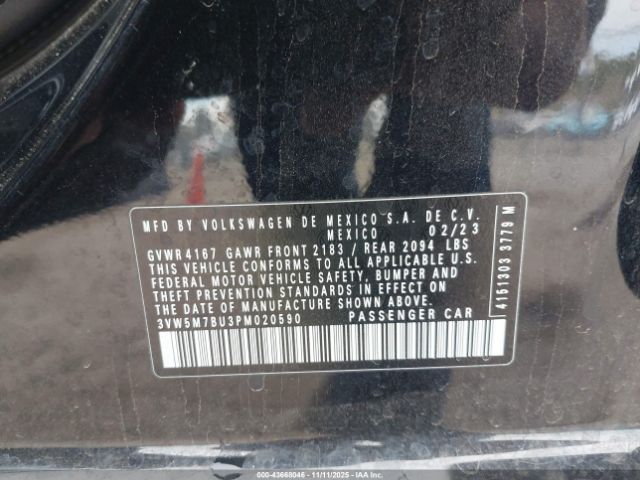 MFD BY VOLKSWAGEN DE MEXICO S.A. DE C.V.
MEXICO 02/23
GVWR 4167 GAWR FRONT 2183 / REAR 2094 LBS
THIS VEHICLE CONFORMS TO ALL APPLICABLE U.S.
FEDERAL MOTOR VEHICLE SAFETY, BUMPER AND
THEFT PREVENTION STANDARDS IN EFFECT ON
THE DATE OF MANUFACTURE SHOWN ABOVE
3VW5M7BU3PM020590 PASSENGER CAR
4151303 3779 M
000-43668046 - 11/11/2025 - IAAI.COM